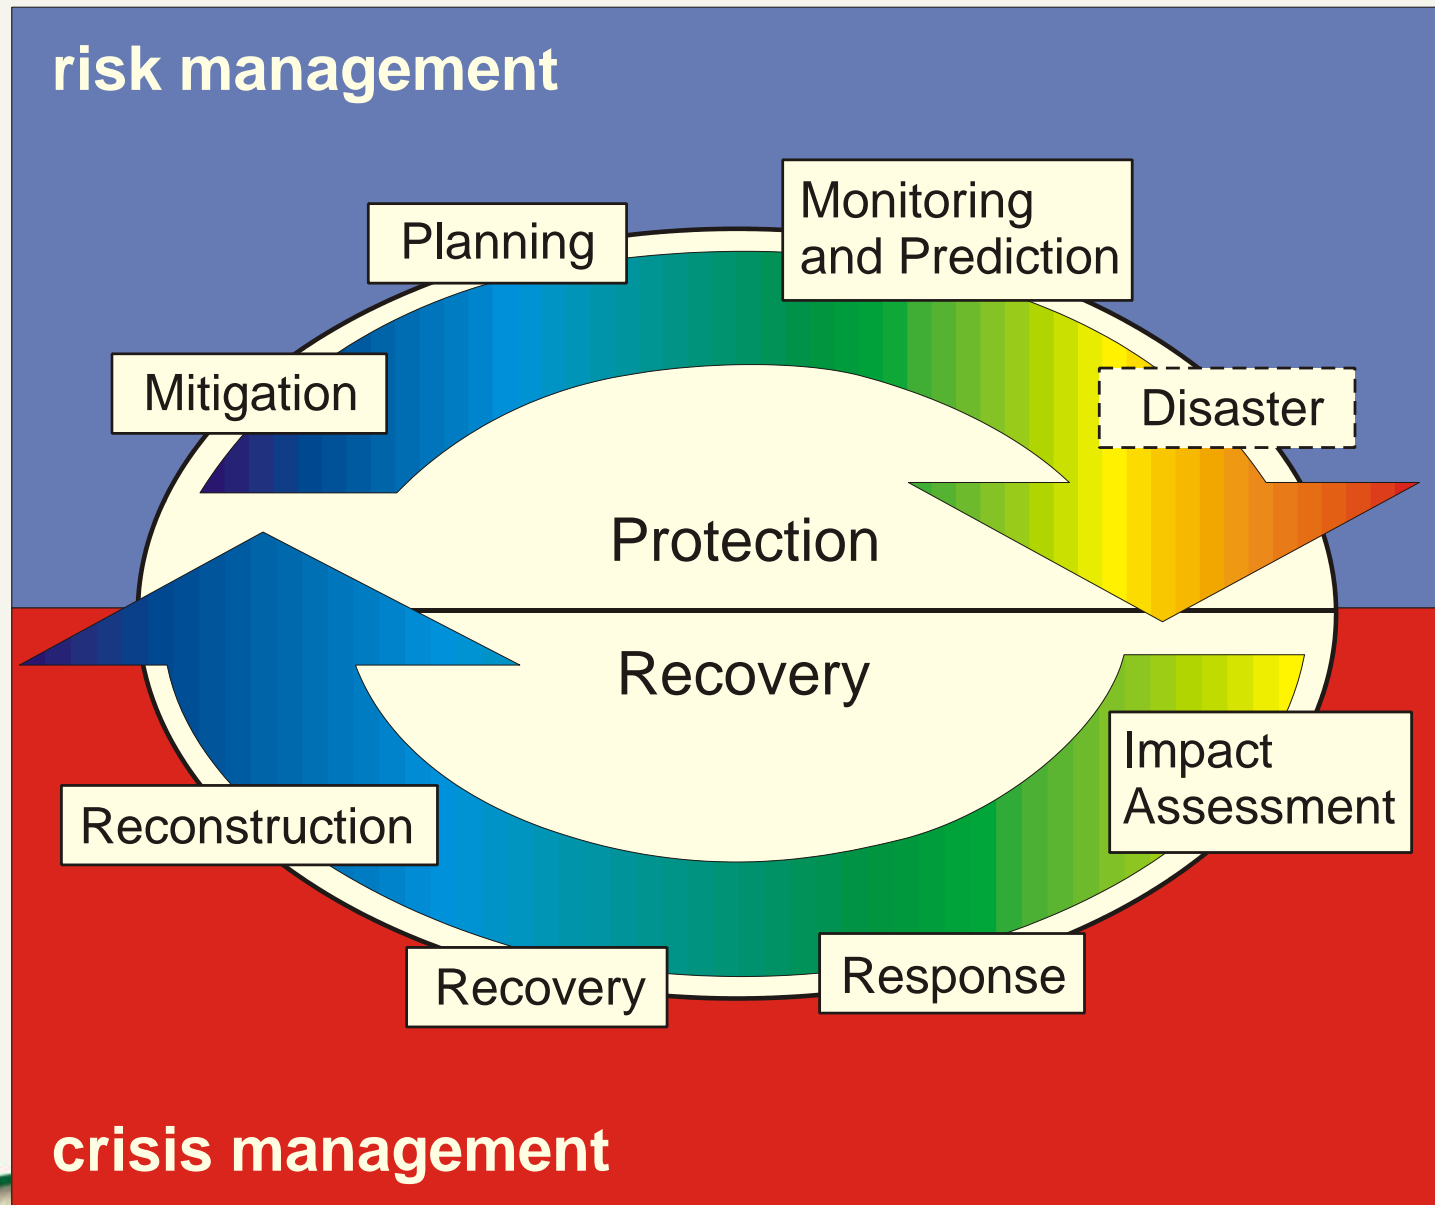 risk management
Monitoring
and Prediction
Planning
Mitigation
Disaster
Protection
Recovery
Impact
Assessment
Reconstruction
Recovery
Response
crisis management